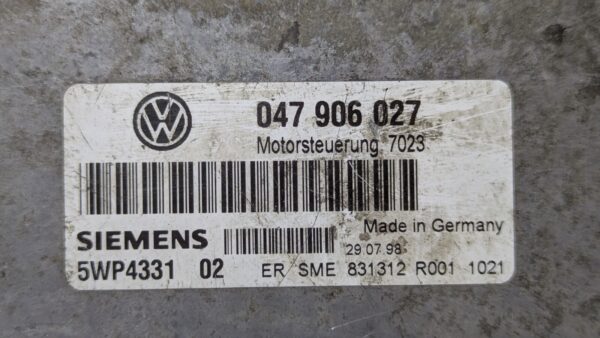 047 906 027
Motorsteuerung 7023
Made in Germany
SIEMENS
29 07 98
5WP4331 02 ER SME 831312 R001 1021